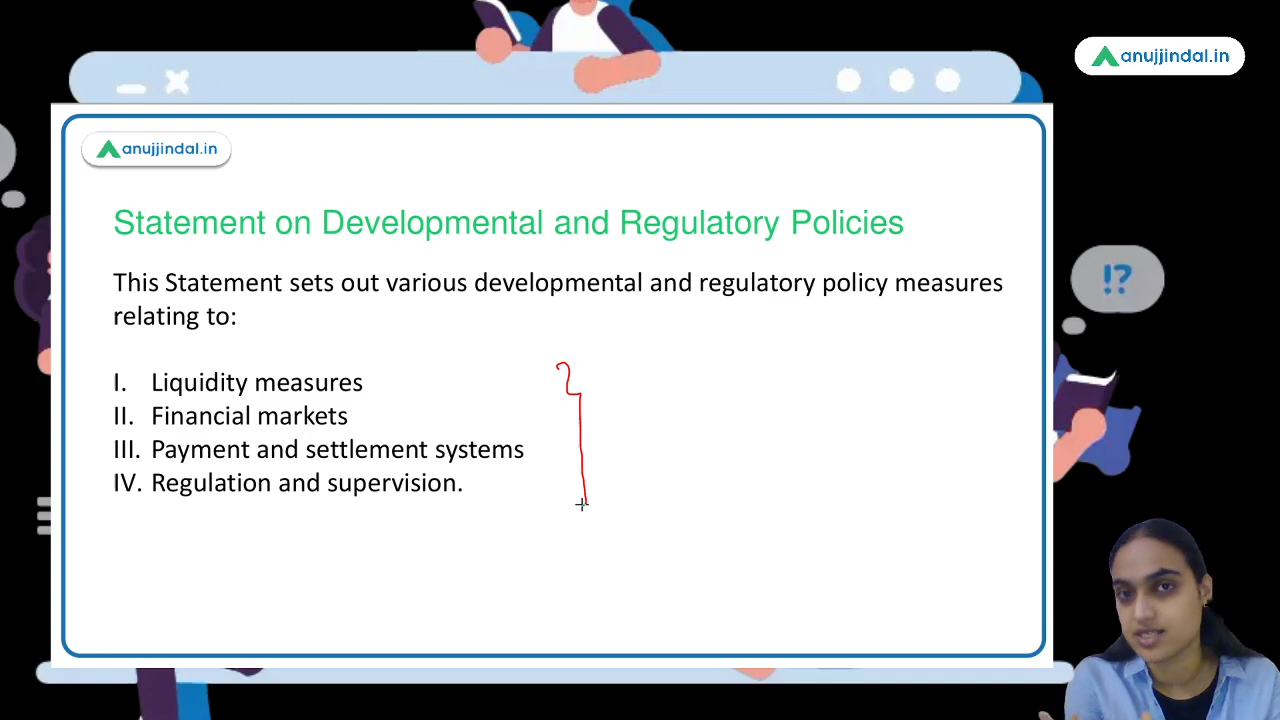 anujjindal.in
anujjindal.in
Statement on Developmental and Regulatory Policies
This Statement sets out various developmental and regulatory policy measures
relating to:
I. Liquidity measures
II. Financial markets
III. Payment and settlement systems
IV. Regulation and supervision.
!?